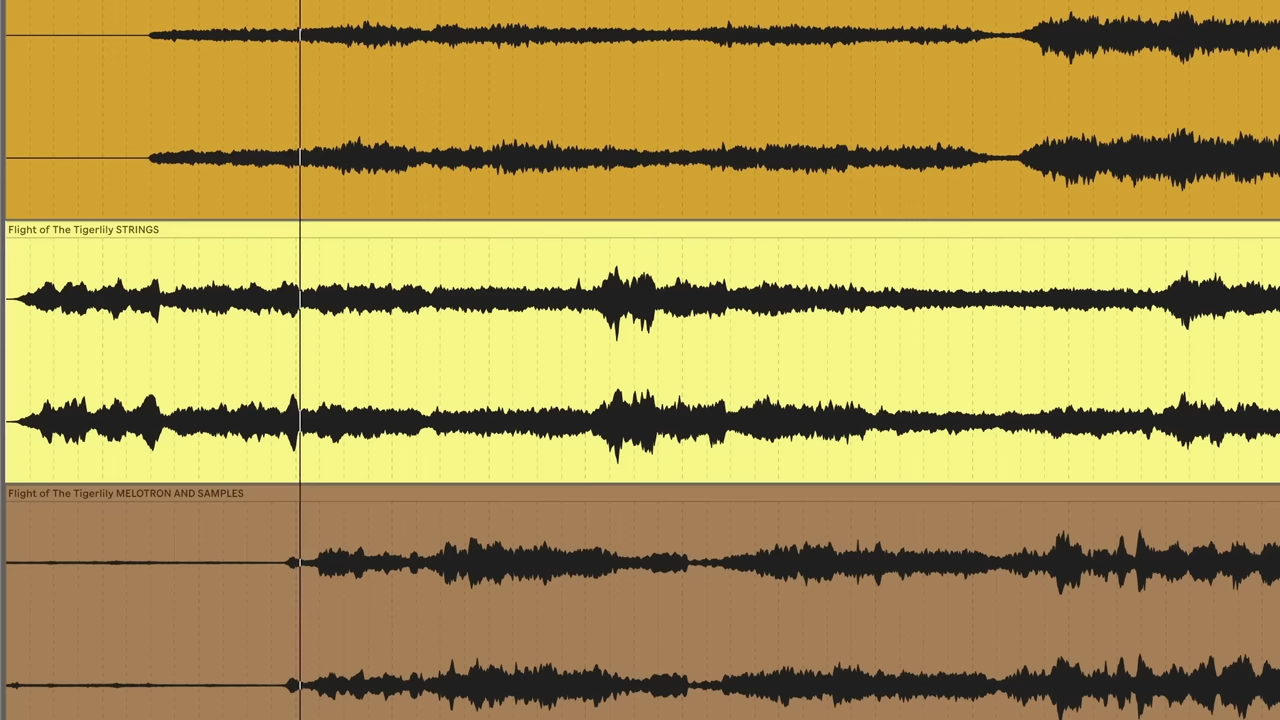 Flight of The Tigerlily STRINGS
Flight of The Tigerlily MELOTRON AND SAMPLES